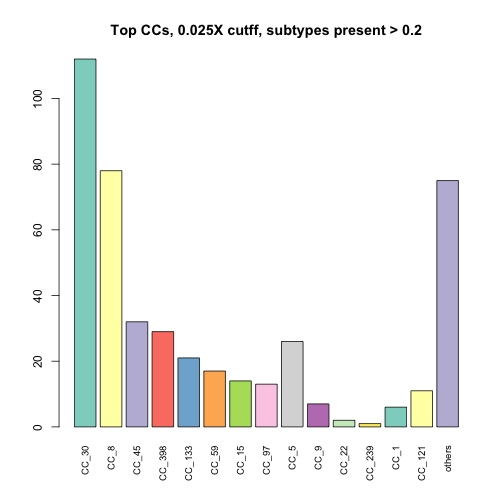 Top CCs, 0.025X cutff, subtypes present > 0.2
100
80
60
40
20
0
CC_30
CC_8
CC_45
CC_398
CC_133
CC_59
CC_15
CC_97
CC_5
CC_9
CC_22
CC_239
CC_1
CC_121
others